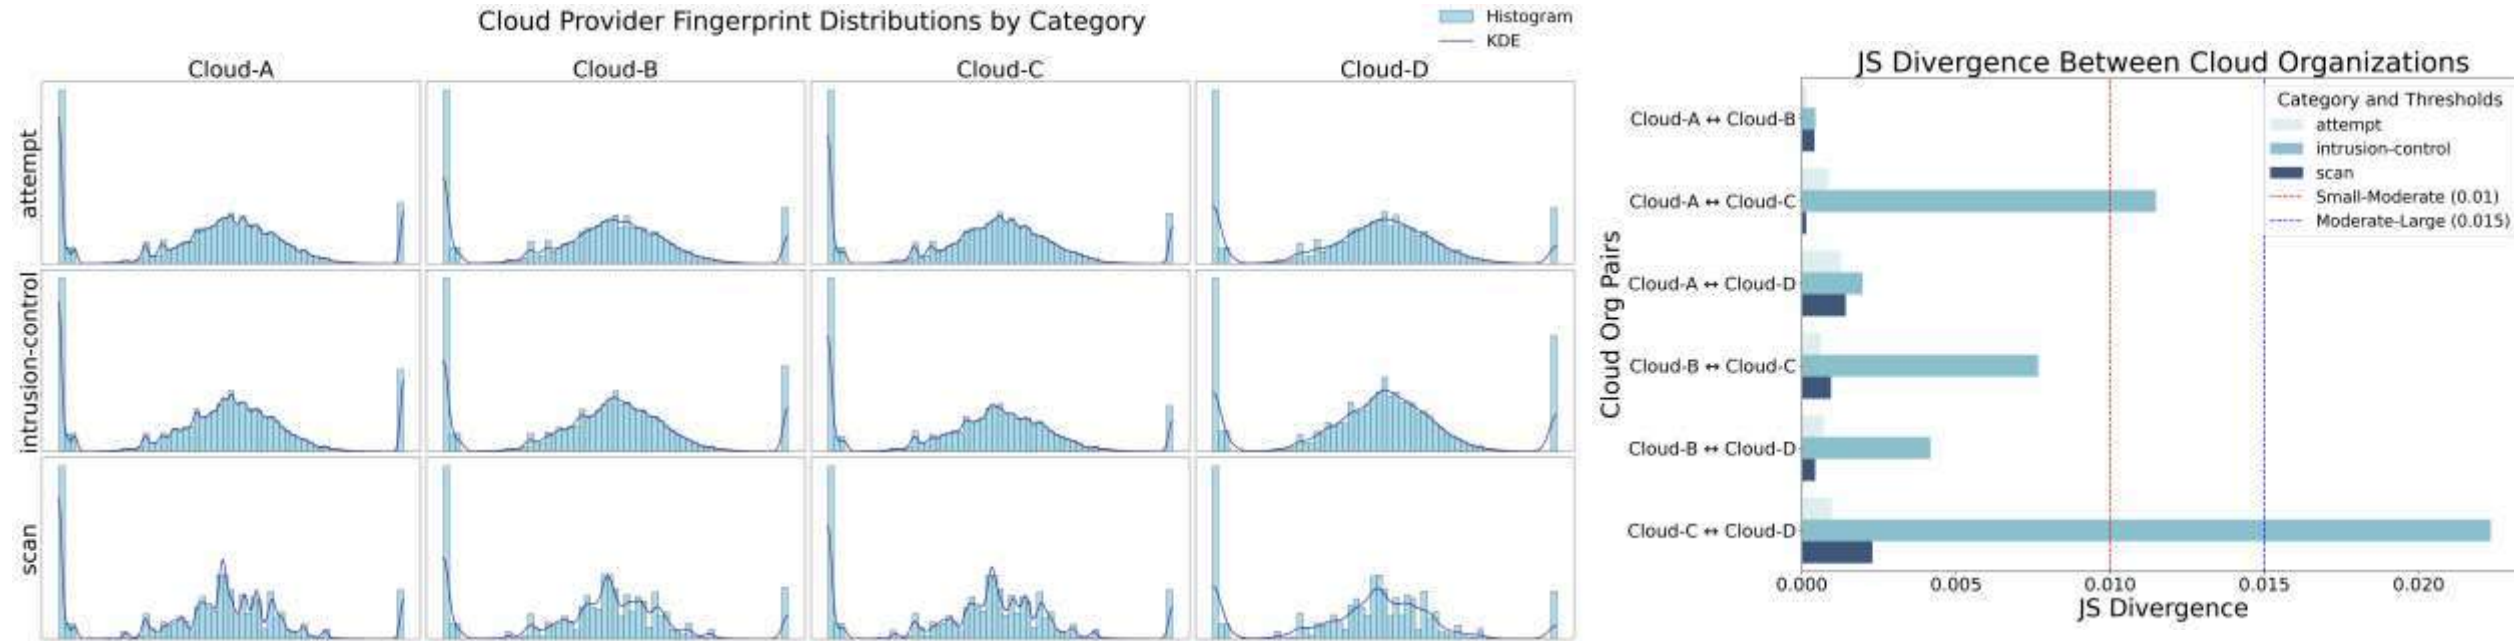 Cloud Provider Fingerprint Distributions by Category
Histogram
KDE
Cloud-A
Cloud-B
Cloud-C
Cloud-D
attempt
intrusion-control
scan
JS Divergence Between Cloud Organizations
Category and Thresholds
attempt
intrusion-control
scan
Small-Moderate (0.01)
Moderate-Large (0.015)
Cloud Org Pairs
Cloud-A ↔ Cloud-B
Cloud-A ↔ Cloud-C
Cloud-A ↔ Cloud-D
Cloud-B ↔ Cloud-C
Cloud-B ↔ Cloud-D
Cloud-C ↔ Cloud-D
0.000 0.005 0.010 0.015 0.020
JS Divergence